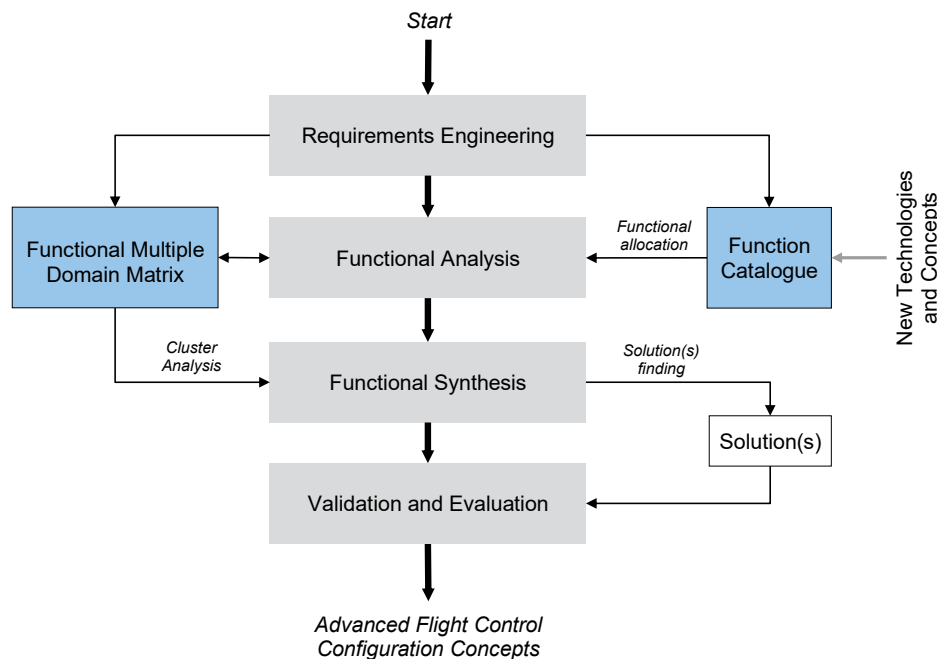 Start
Requirements Engineering
Functional Multiple
Domain Matrix
Functional Analysis
Functional
allocation
Function
Catalogue
New Technologies
and Concepts
Cluster
Analysis
Functional Synthesis
Solution(s)
finding
Solution(s)
Validation and Evaluation
Advanced Flight Control
Configuration Concepts